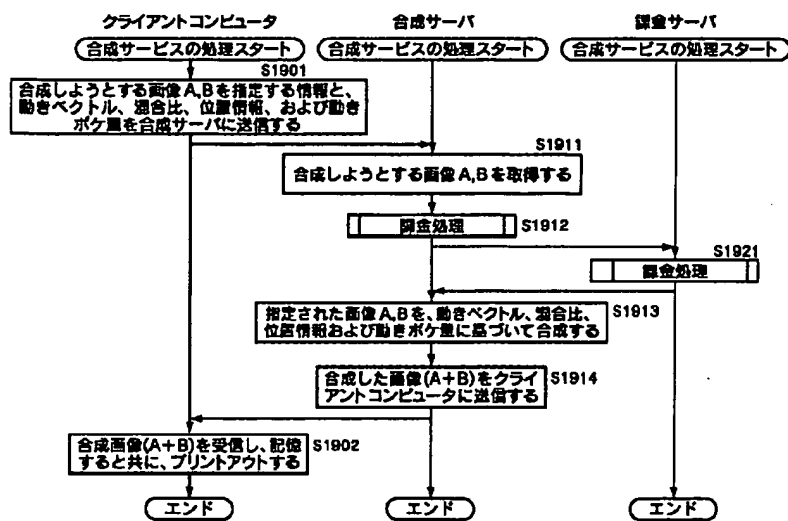 クライアントコンピュータ
合成サーバ
課金サーバ
合成サービスの処理スタート
合成サービスの処理スタート
合成サービスの処理スタート
S1901
合成しようとする画像A,Bを指定する情報と、
動きベクトル、混合比、位置情報、および動き
ボケ量を合成サーバに送信する
S1911
合成しようとする画像A,Bを取得する
課金処理
S1912
S1921
課金処理
指定された画像A,Bを、動きベクトル、混合比、
位置情報および動きボケ量に基づいて合成する
S1913
合成した画像(A+B)をクライ
アントコンピュータに送信する
S1914
合成画像(A+B)を受信し、記憶
すると共に、プリントアウトする
S1902
エンド
エンド
エンド